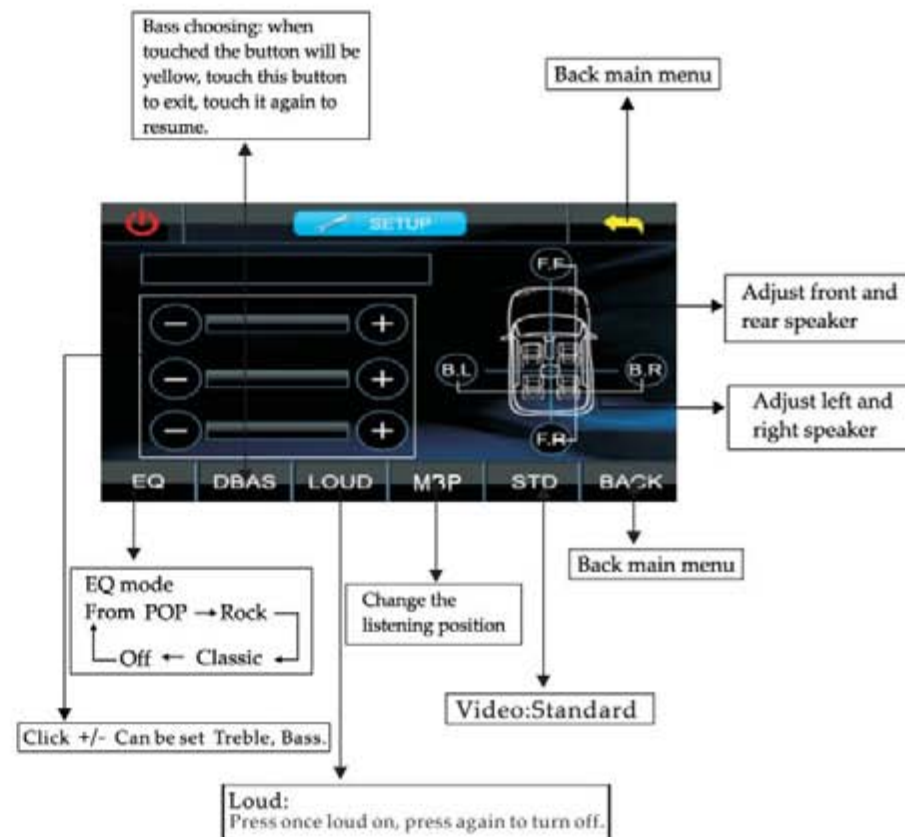 Bass choosing: when
touched the button will be
yellow, touch this button
to exit, touch it again to
resume.
Back main menu
SETUP
F.F
Adjust front and
rear speaker
B.L
B.R
Adjust left and
right speaker
F.R
EQ DBAS LOUD M3P STD BACK
Back main menu
EQ mode
From POP → Rock
Off ← Classic
Change the
listening position
Video:Standard
Click +/- Can be set Treble, Bass.
Loud:
Press once loud on, press again to turn off.